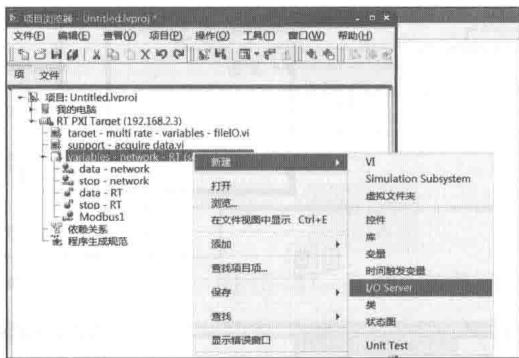 项目浏览器 - Untitled.lvproj *
文件(F) 编辑(E) 查看(V) 项目(P) 操作(O) 工具(T) 窗口(W) 帮助(H)
项 文件
项目: Untitled.lvproj
我的电脑
RT PXI Target (192.168.2.3)
target - multi rate - variables - fileIO.vi
support - acquire data.vi
variables - network - RT
data - network
stop - network
data - RT
stop - RT
Modbus1
依赖关系
程序生成规范
新建
打开
浏览...
在文件视图中显示 Ctrl+E
添加
查找项目项...
保存
查找
显示错误窗口
VI
Simulation Subsystem
虚拟文件夹
控件
库
变量
时间触发变量
I/O Server
类
状态图
Unit Test